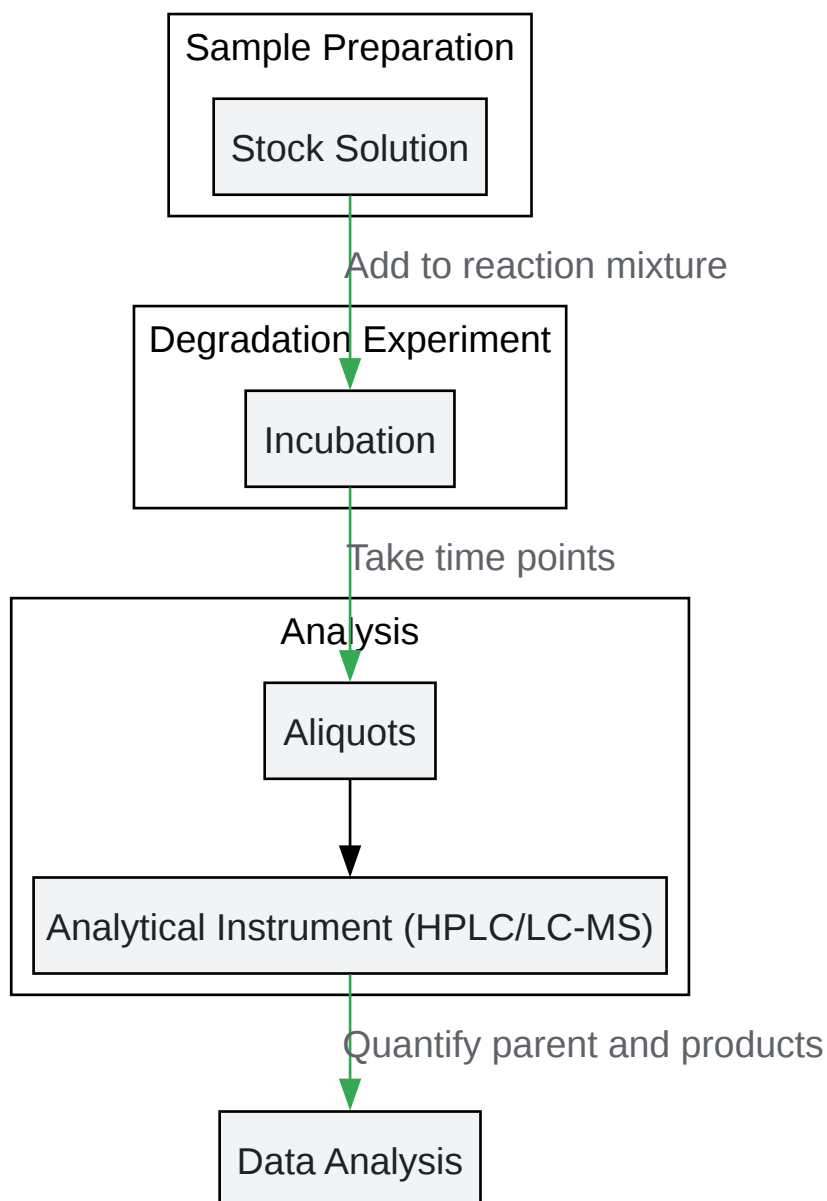 Sample Preparation
Stock Solution
Add to reaction mixture
Degradation Experiment
Incubation
Take time points
Analysis
Aliquots
Analytical Instrument (HPLC/LC-MS)
Quantify parent and products
Data Analysis